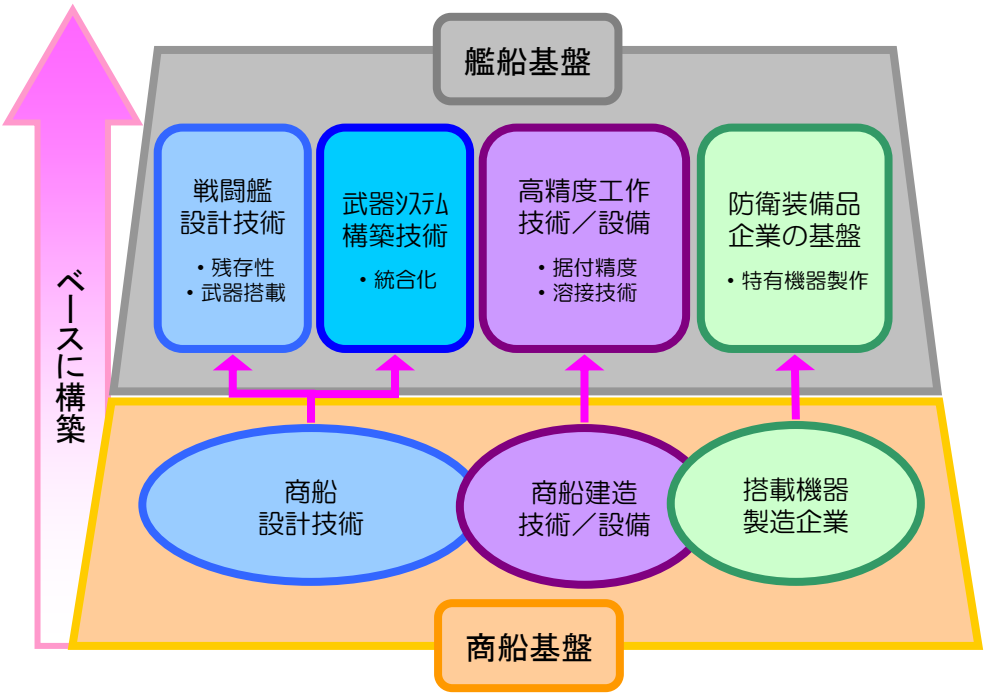 艦船基盤
戦闘艦
設計技術
・残存性
・武器搭載
武器ｼｽﾃﾑ
構築技術
・統合化
高精度工作
技術／設備
・据付精度
・溶接技術
防衛装備品
企業の基盤
・特有機器製作
ベースに構築
商船
設計技術
商船建造
技術／設備
搭載機器
製造企業
商船基盤